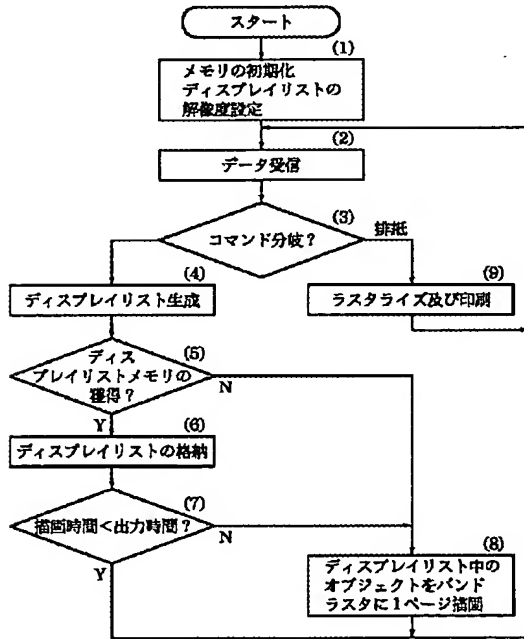 スタート
(1)
メモリの初期化
ディスプレイリストの
解像度設定
(2)
データ受信
(3)
コマンド分岐?
排紙
(4)
ディスプレイリスト生成
(9)
ラスタライズ及び印刷
(5)
ディス
プレイリストメモリの
獲得?
N
Y
(6)
ディスプレイリストの格納
(7)
描画時間<出力時間?
N
Y
(8)
ディスプレイリスト中の
オブジェクトをバンド
ラスタに1ページ描画